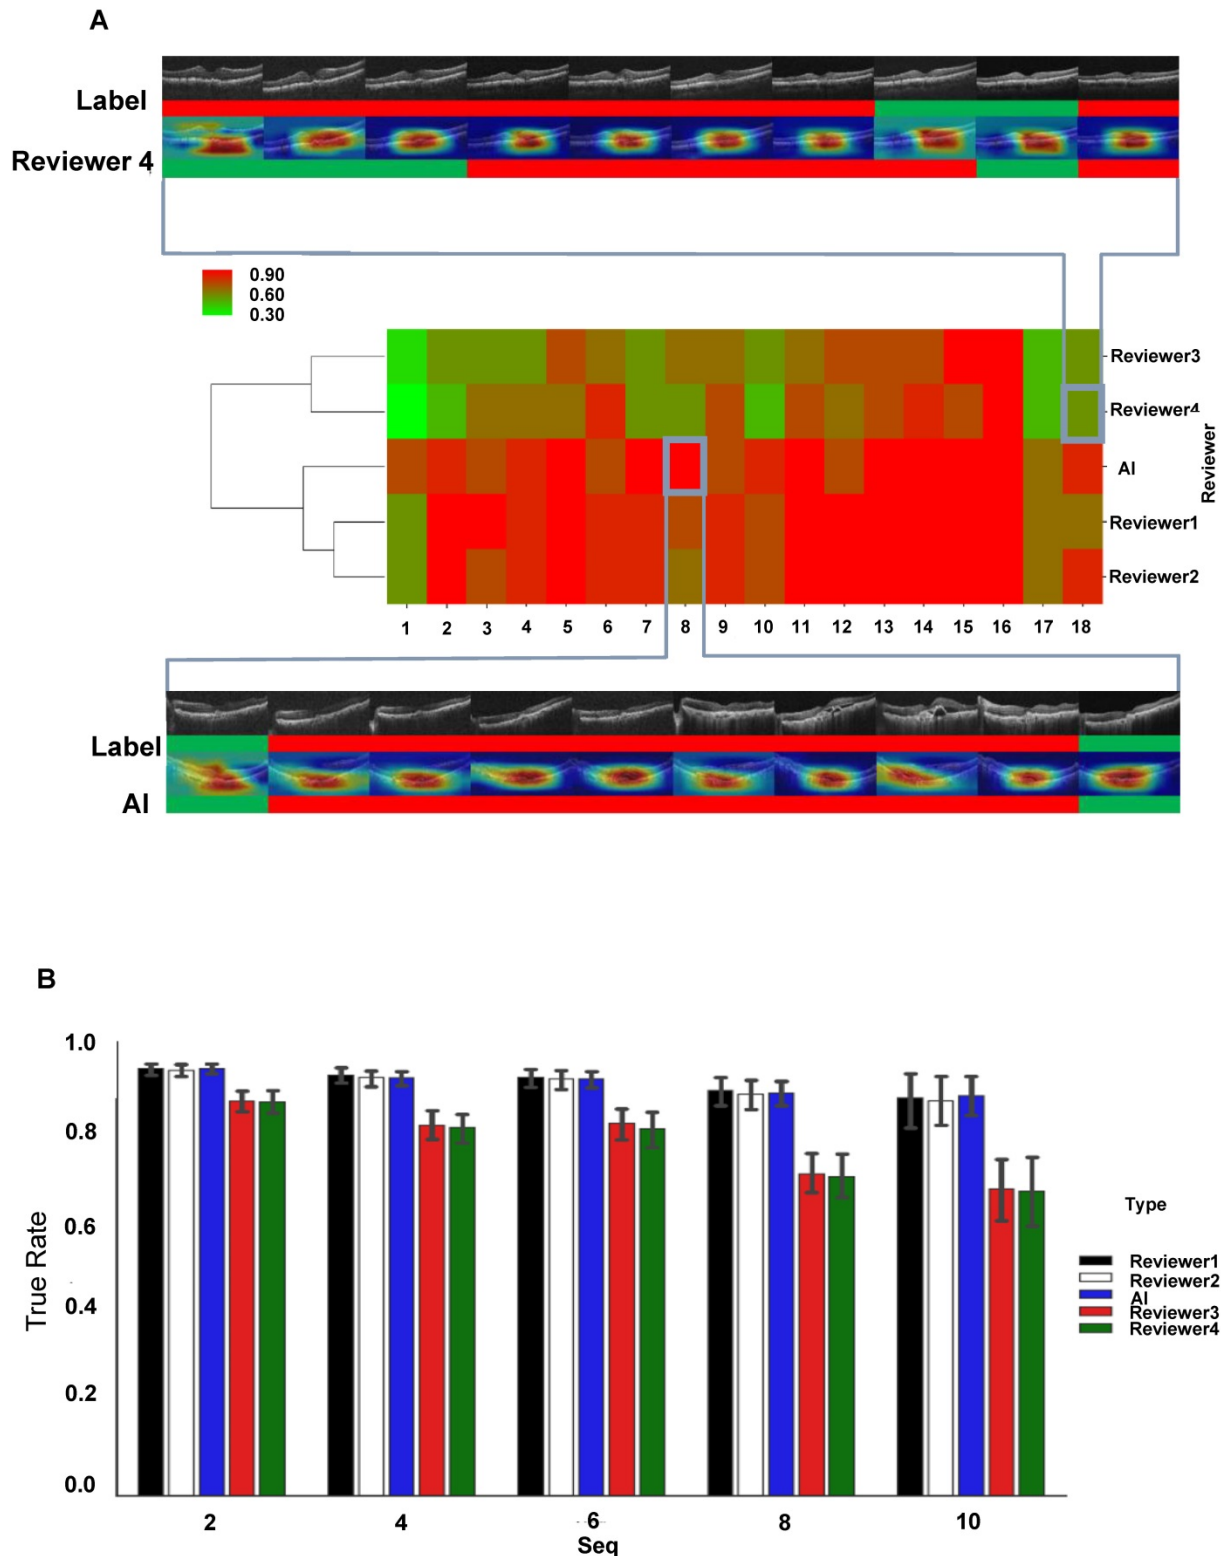 A
Label
Reviewer 4
0.90
0.60
0.30
Reviewer3
Reviewer4
AI
Reviewer1
Reviewer2
Reviewer
1 2 3 4 5 6 7 8 9 10 11 12 13 14 15 16 17 18
Label
AI
B
1.0
0.8
0.6
0.4
0.2
0.0
True Rate
2 4 6 8 10
Seq
Type
Reviewer1
Reviewer2
AI
Reviewer3
Reviewer4